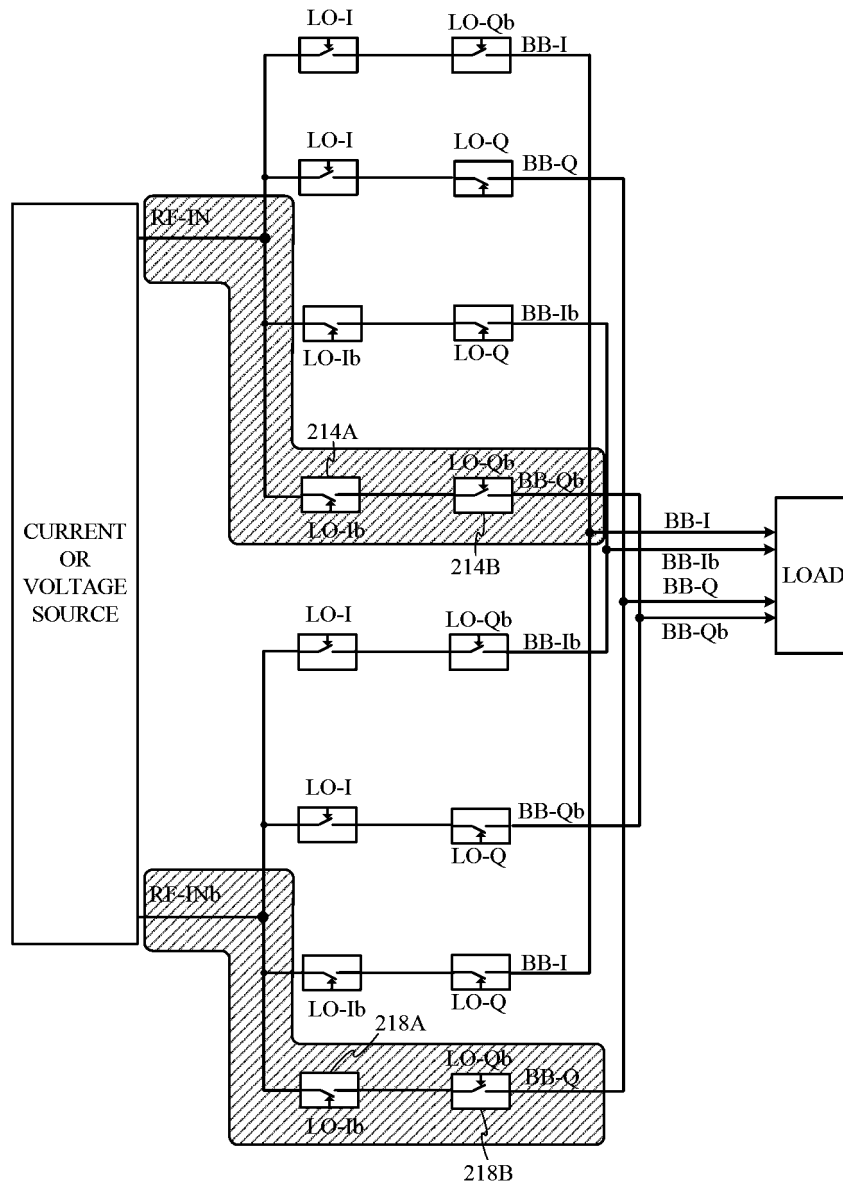 LO-I
LO-Qb
BB-I
LO-I
LO-Q
BB-Q
RF-IN
BB-Ib
LO-Ib
LO-Q
214A
LO-Qb
BB-Qb
LO-Ib
214B
CURRENT
OR
VOLTAGE
SOURCE
BB-I
BB-Ib
BB-Q
BB-Qb
LOAD
LO-I
LO-Qb
BB-Ib
LO-I
BB-Qb
LO-Q
RF-INb
BB-I
LO-Ib
LO-Q
218A
LO-Qb
BB-Q
LO-Ib
218B